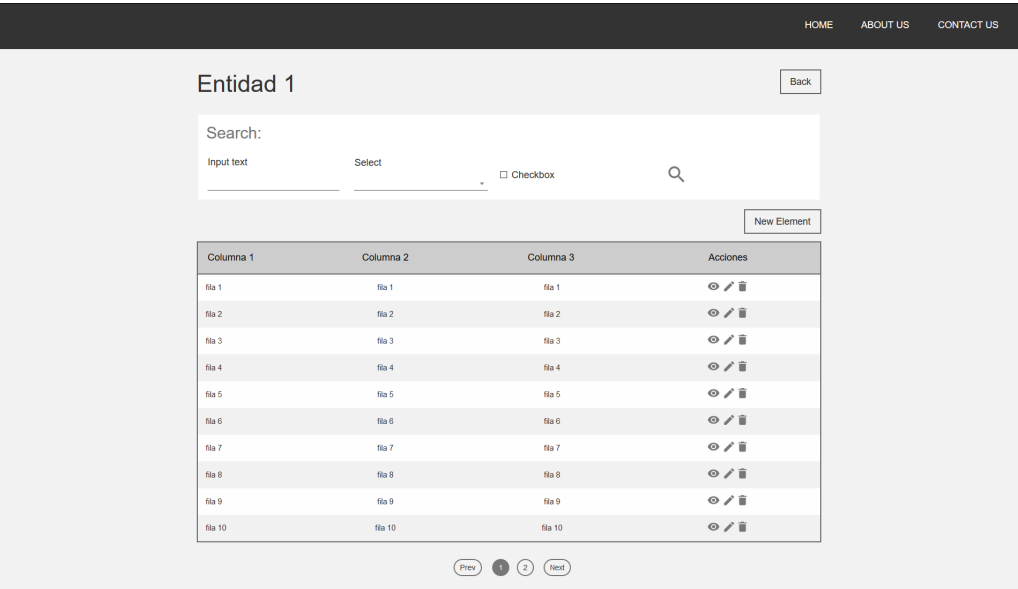 HOME ABOUT US CONTACT US
Entidad 1 Back
Search:
Input text Select
Checkbox
New Element
Columna 1 Columna 2 Columna 3 Acciones
fila 1 fila 1 fila 1
fila 2 fila 2 fila 2
fila 3 fila 3 fila 3
fila 4 fila 4 fila 4
fila 5 fila 5 fila 5
fila 6 fila 6 fila 6
fila 7 fila 7 fila 7
fila 8 fila 8 fila 8
fila 9 fila 9 fila 9
fila 10 fila 10 fila 10
Prev 1 2 Next